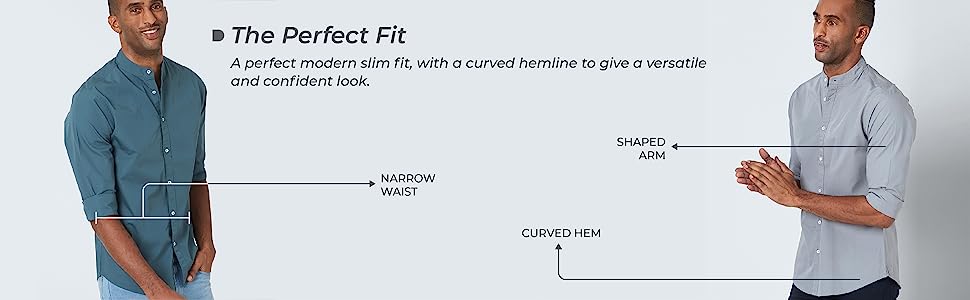 The Perfect Fit
A perfect modern slim fit, with a curved hemline to give a versatile
and confident look.
SHAPED
ARM
NARROW
WAIST
CURVED HEM